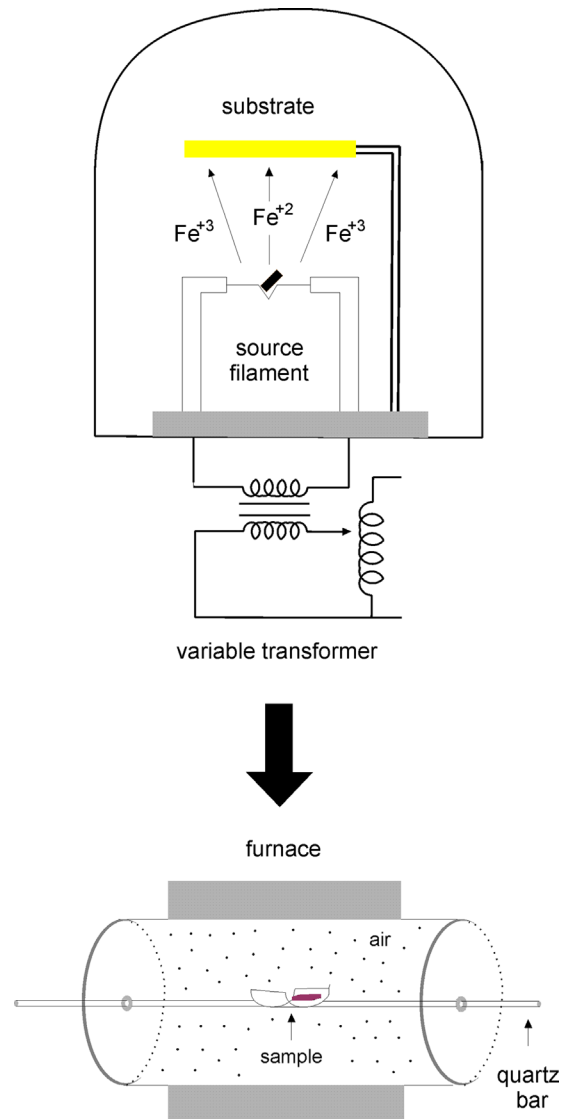 substrate
Fe+3 Fe+2 Fe+3
source
filament
variable transformer
furnace
air
sample
quartz
bar